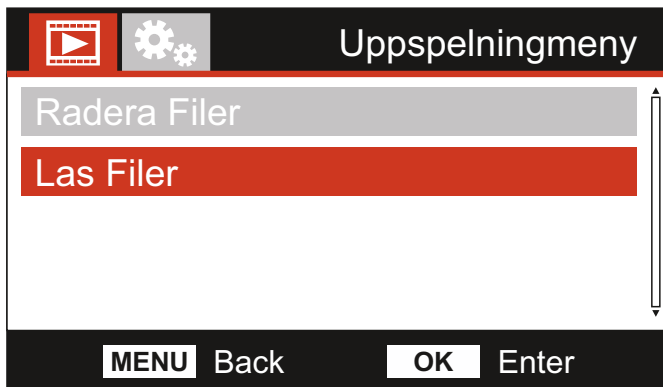 Uppspelningmeny
Radera Filer
Las Filer
MENU Back OK Enter